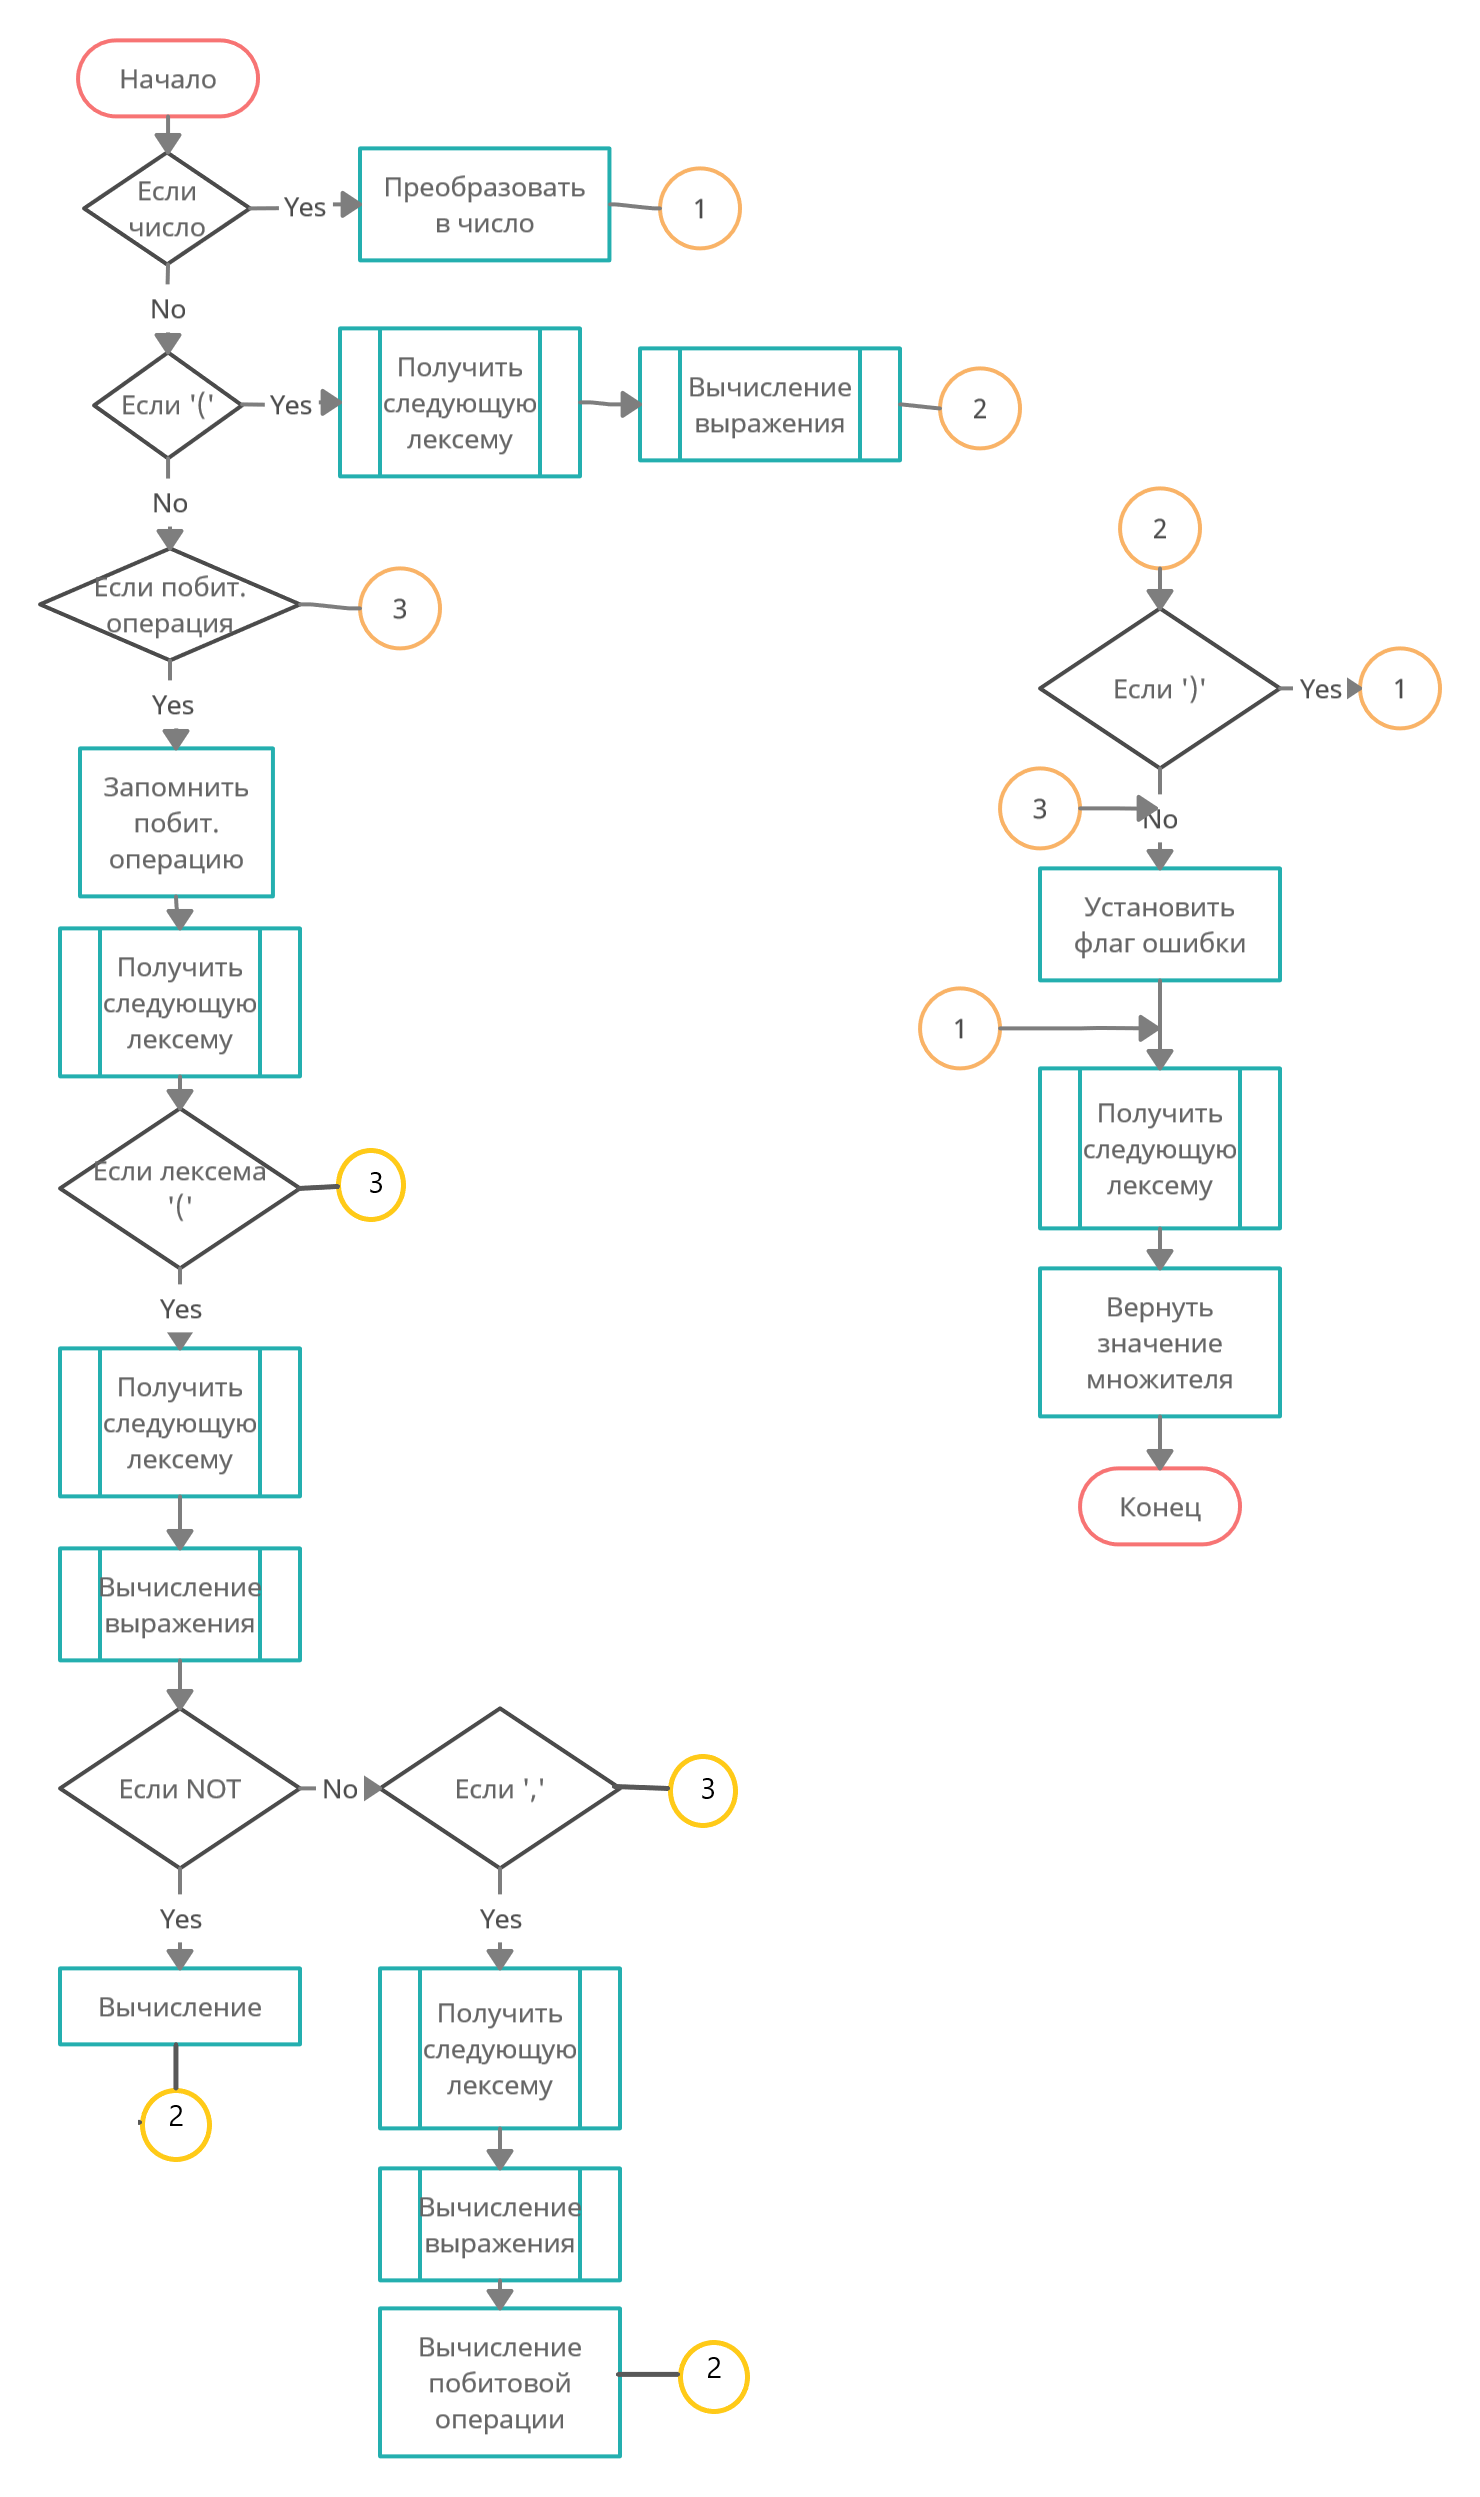 Начало
Если
число
Yes
Преобразовать
в число
1
No
Если '('
Yes
Получить
следующую
лексему
Вычисление
выражения
2
No
Если побит.
операция
3
Yes
Запомнить
побит.
операцию
Получить
следующую
лексему
Если лексема
'('
3
Yes
Получить
следующую
лексему
Вычисление
выражения
Если NOT
No
Если ','
3
Yes
Вычисление
2
Yes
Получить
следующую
лексему
Вычисление
выражения
Вычисление
побитовой
операции
2
2
Если ')'
Yes
1
3
No
Установить
флаг ошибки
1
Получить
следующую
лексему
Вернуть
значение
множителя
Конец